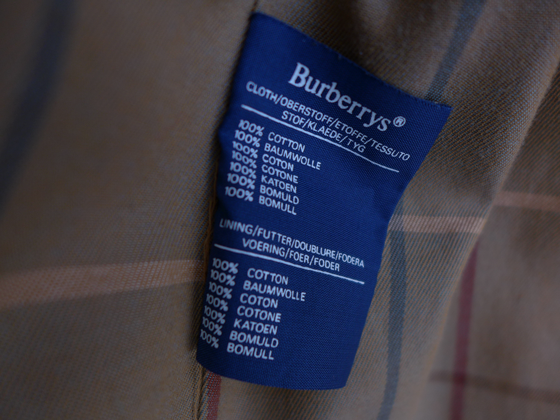 Burberrys®
CLOTH/OBERSTOFF/ETOFFE/TESSUTO
STOF/KLAEDE/TYG
100% COTTON
100% BAUMWOLLE
100% COTON
100% COTONE
100% KATOEN
100% BOMULD
100% BOMULL
LINING/FUTTER/DOUBLURE/FODERA
VOERING/FOER/FODER
100% COTTON
100% BAUMWOLLE
100% COTON
100% COTONE
100% KATOEN
100% BOMULD
100% BOMULL